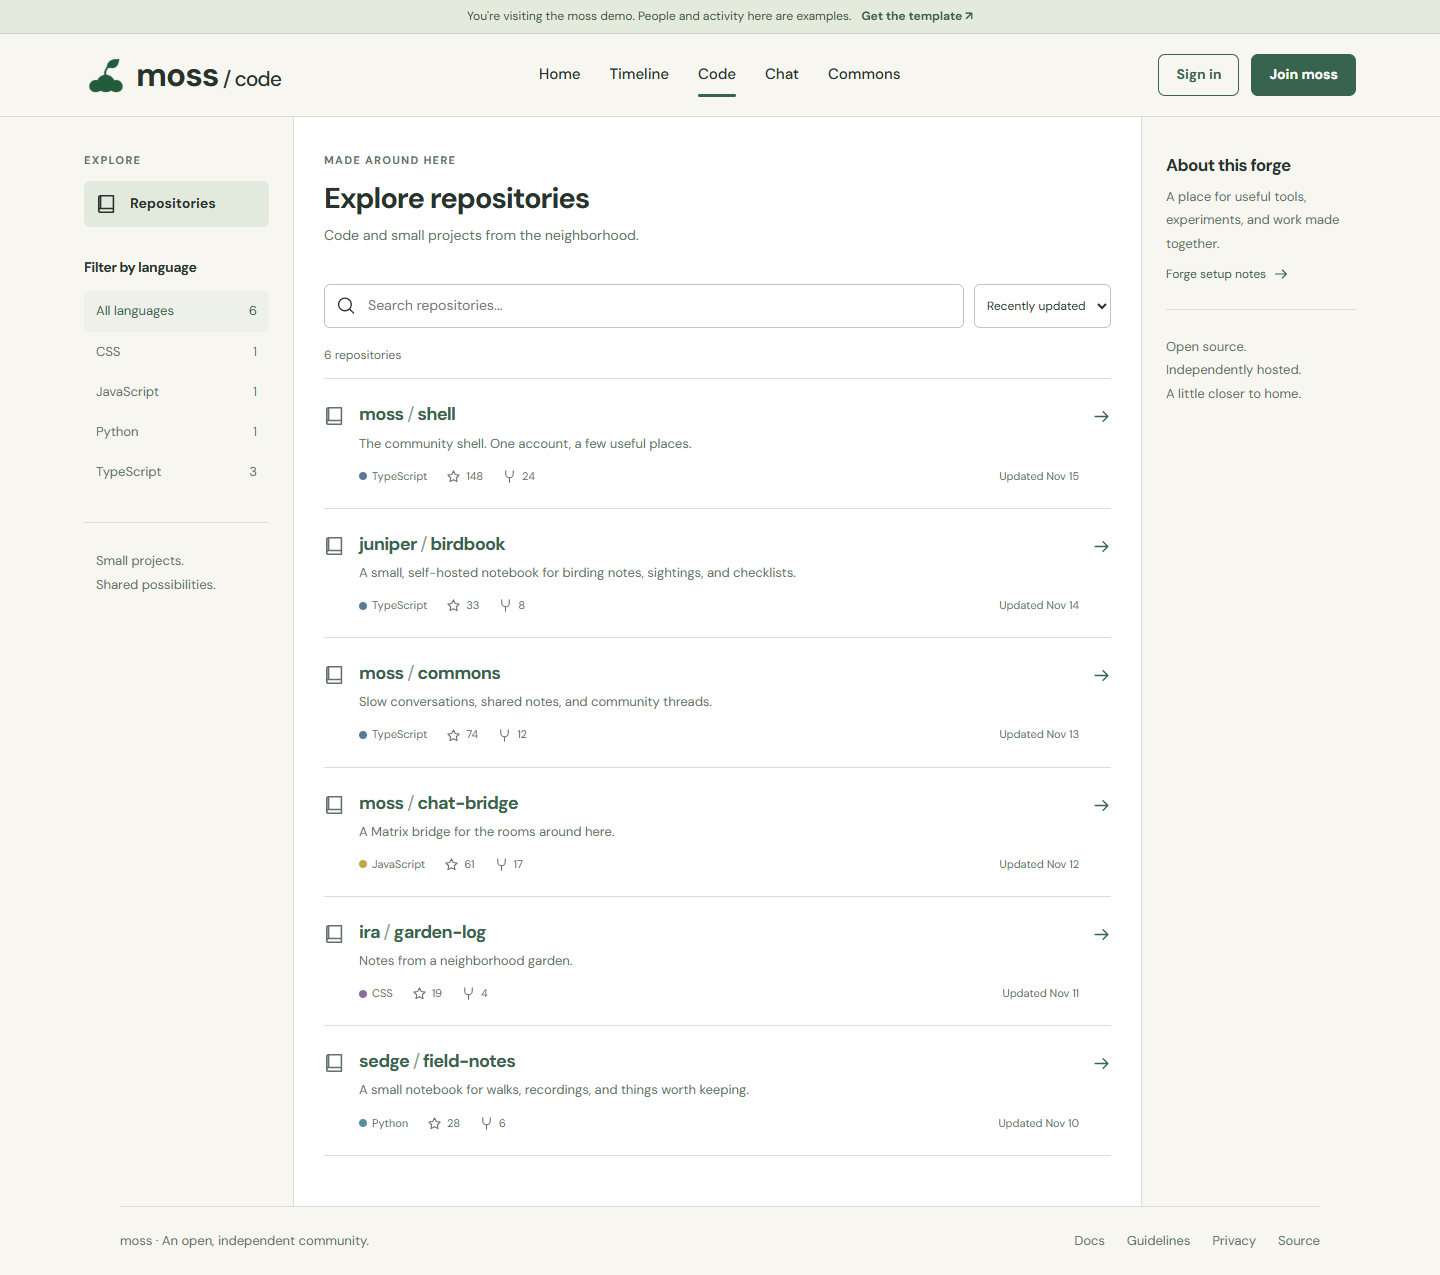 You're visiting the moss demo. People and activity here are examples. Get the template
moss / code
Home Timeline Code Chat Commons
Sign in Join moss
EXPLORE
Repositories
Filter by language
All languages 6
CSS 1
JavaScript 1
Python 1
TypeScript 3
Small projects.
Shared possibilities.
MADE AROUND HERE
Explore repositories
Code and small projects from the neighborhood.
Search repositories...
Recently updated
6 repositories
moss / shell
The community shell. One account, a few useful places.
TypeScript 148 24 Updated Nov 15
juniper / birdbook
A small, self-hosted notebook for birding notes, sightings, and checklists.
TypeScript 33 8 Updated Nov 14
moss / commons
Slow conversations, shared notes, and community threads.
TypeScript 74 12 Updated Nov 13
moss / chat-bridge
A Matrix bridge for the rooms around here.
JavaScript 61 17 Updated Nov 12
ira / garden-log
Notes from a neighborhood garden.
CSS 19 4 Updated Nov 11
sedge / field-notes
A small notebook for walks, recordings, and things worth keeping.
Python 28 6 Updated Nov 10
About this forge
A place for useful tools,
experiments, and work made
together.
Forge setup notes
Open source.
Independently hosted.
A little closer to home.
moss · An open, independent community.
Docs Guidelines Privacy Source